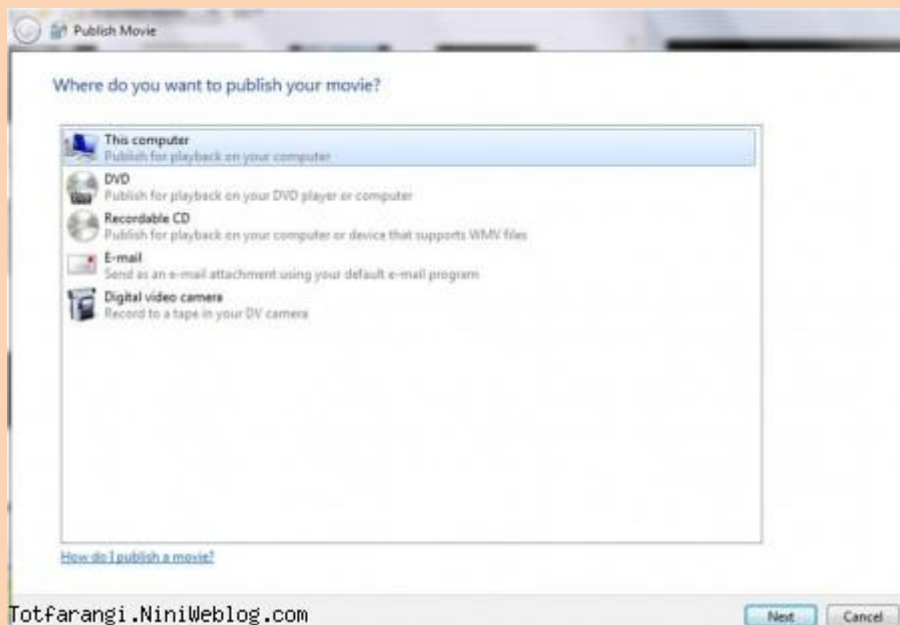 Publish Movie
Where do you want to publish your movie?
This computer
Publish for playback on your computer
DVD
Publish for playback on your DVD player or computer
Recordable CD
Publish for playback on your computer or device that supports WMV files
E-mail
Send as an e-mail attachment using your default e-mail program
Digital video camera
Record to a tape in your DV camera
How do I publish a movie?
Totfarangi.NiniWeblog.com
Next
Cancel